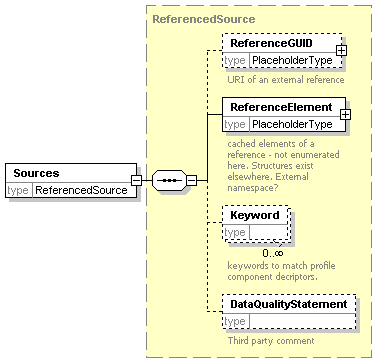 ReferencedSource
ReferenceGUID
type PlaceholderType
URI of an external reference
ReferenceElement
type PlaceholderType
cached elements of a
reference - not enumerated
here. Structures exist
elsewhere. External
namespace?
Sources
type ReferencedSource
Keyword
type
0..∞
keywords to match profile
component decriptors.
DataQualityStatement
type
Third party comment